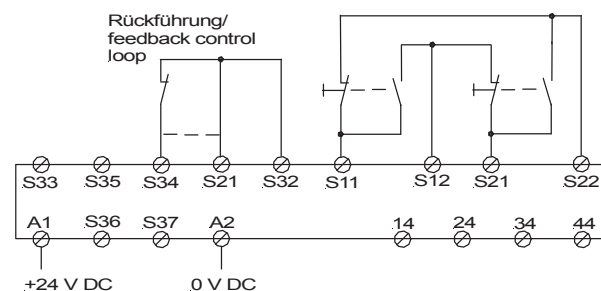 Rückführung/
feedback control
loop
S33 S35 S34 S21 S32 S11 S12 S21 S22
A1 S36 S37 A2 14 24 34 44
+24 V DC 0 V DC